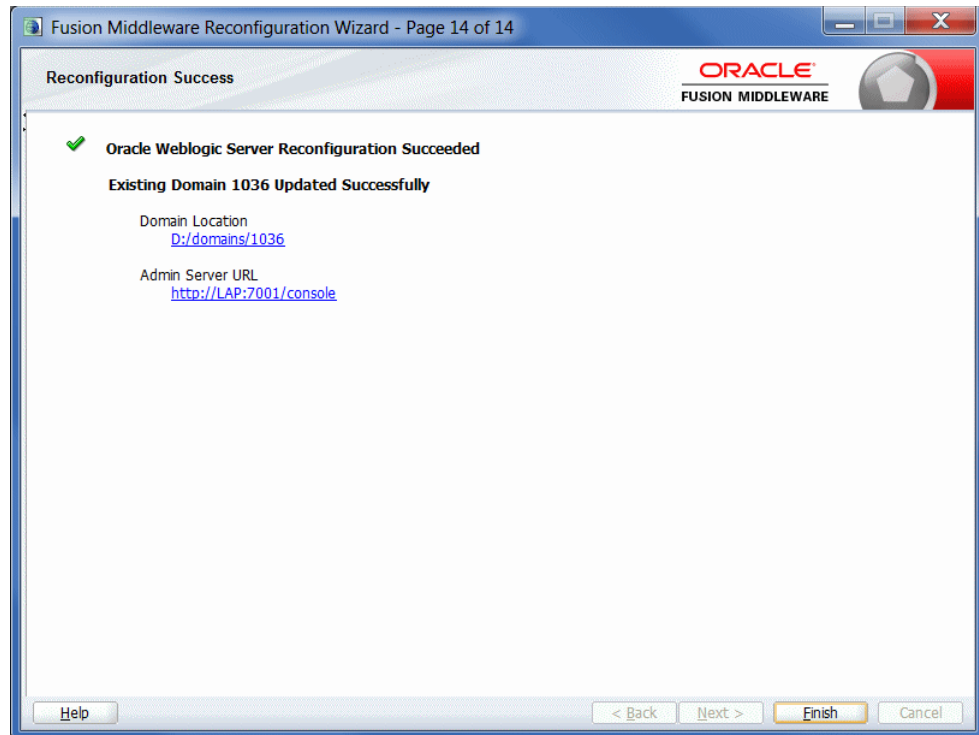 Fusion Middleware Reconfiguration Wizard - Page 14 of 14
Reconfiguration Success
ORACLE
FUSION MIDDLEWARE
Oracle Weblogic Server Reconfiguration Succeeded
Existing Domain 1036 Updated Successfully
Domain Location
D:/domains/1036
Admin Server URL
http://LAP:7001/console
Help
< Back
Next >
Finish
Cancel